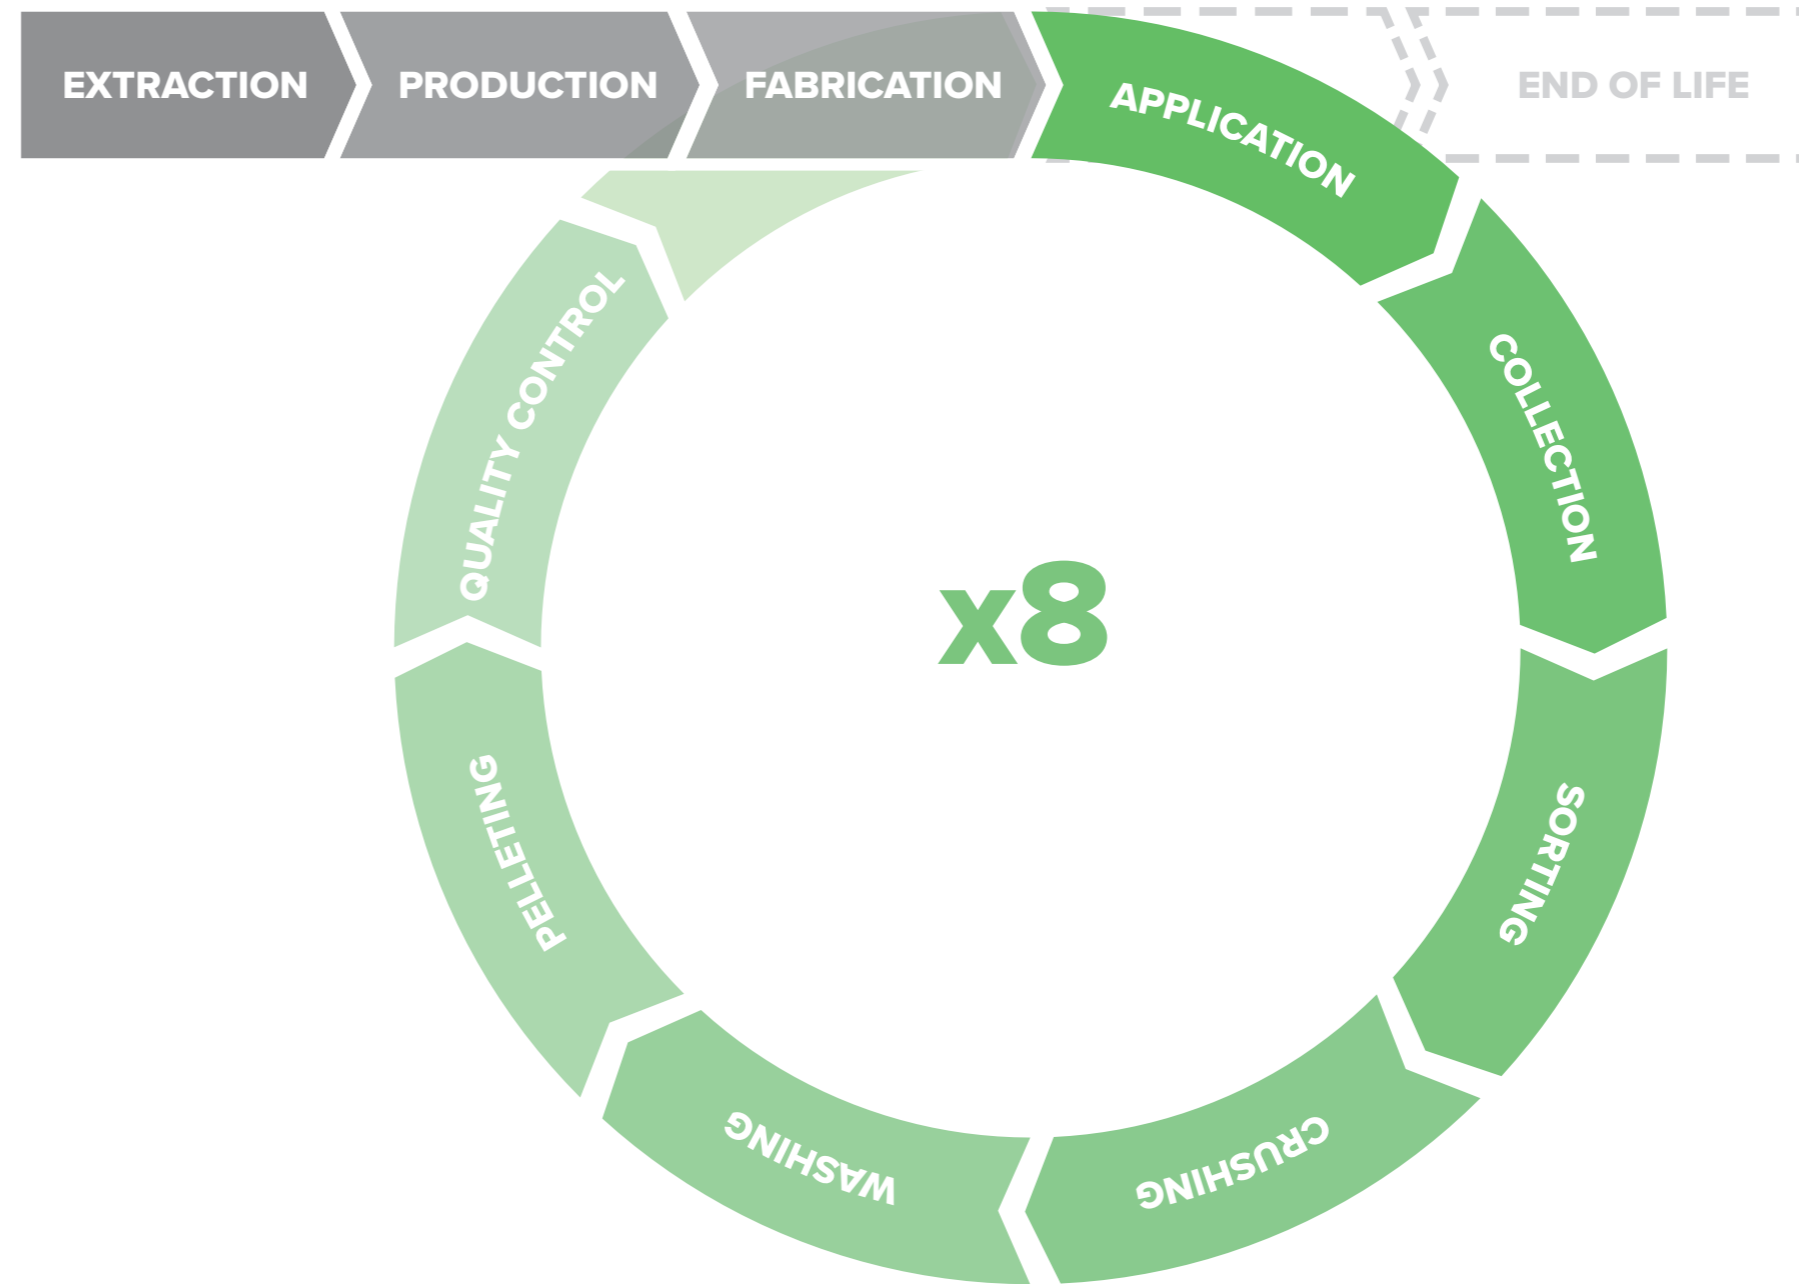 EXTRACTION
PRODUCTION
FABRICATION
APPLICATION
END OF LIFE
COLLECTION
SORTING
CRUSHING
WASHING
PELLETING
QUALITY CONTROL
x8